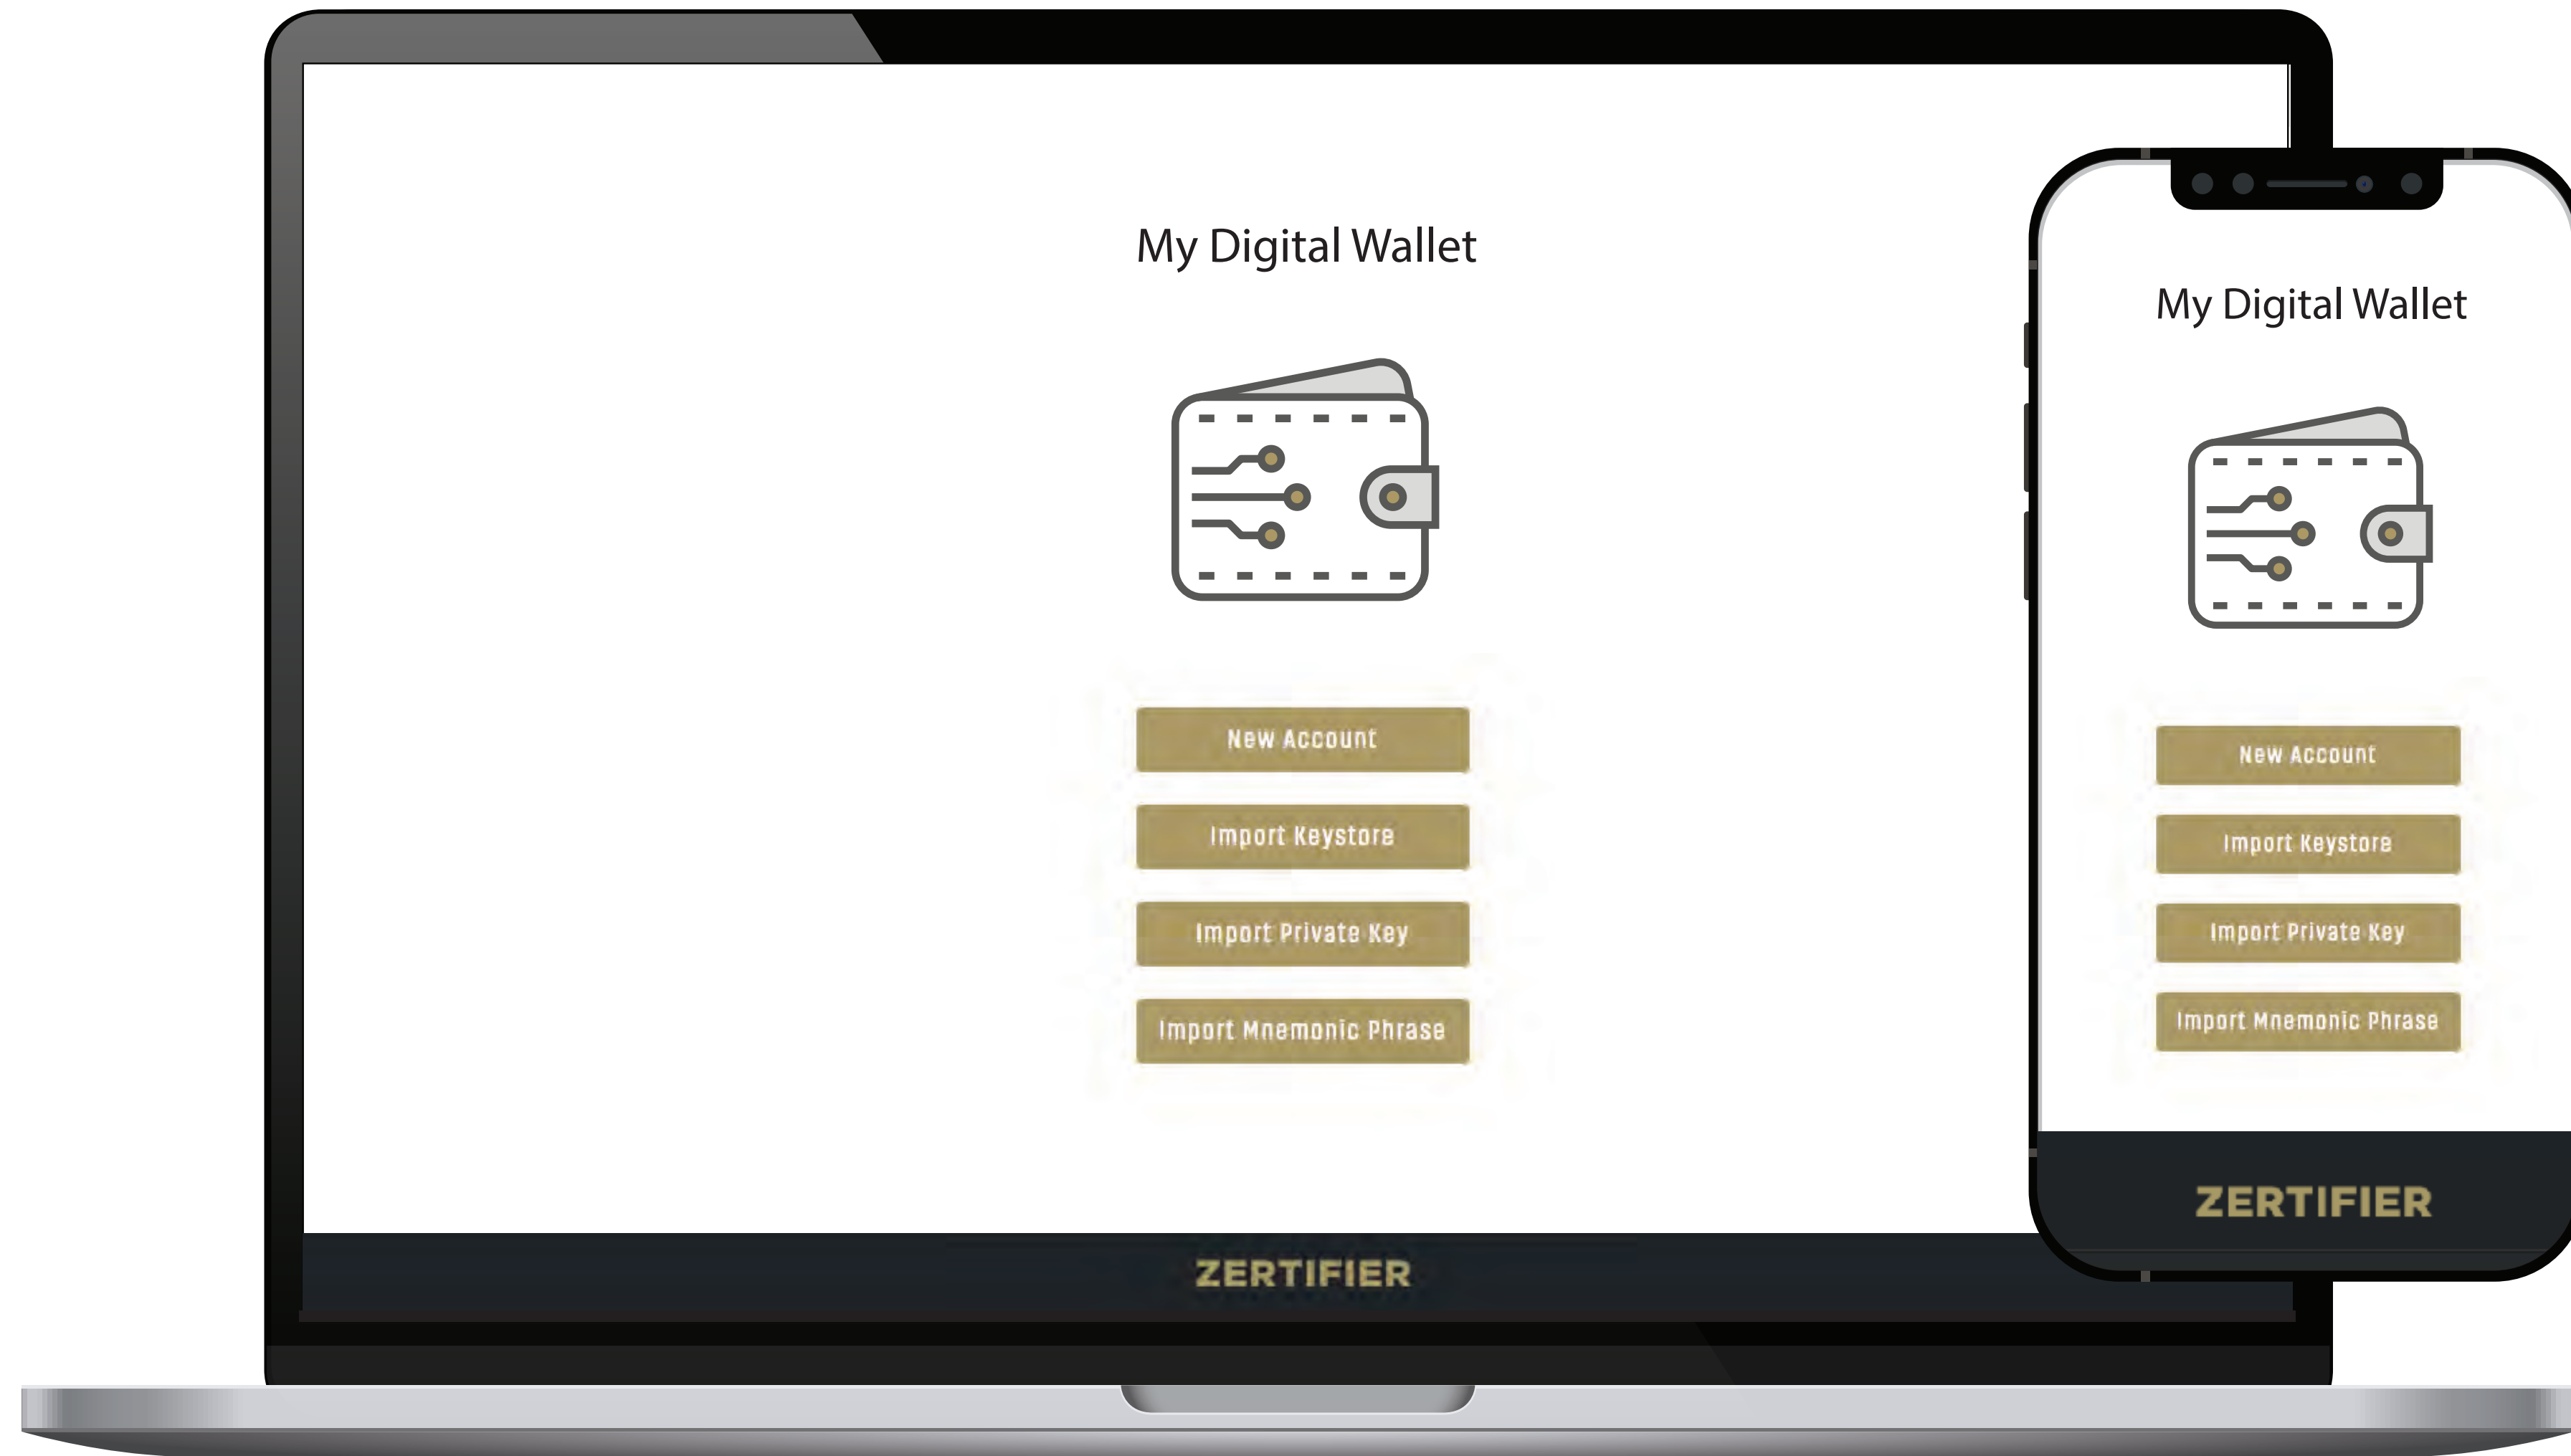 My Digital Wallet
New Account
Import Keystore
Import Private Key
Import Mnemonic Phrase
ZERTIFIER
My Digital Wallet
New Account
Import Keystore
Import Private Key
Import Mnemonic Phrase
ZERTIFIER